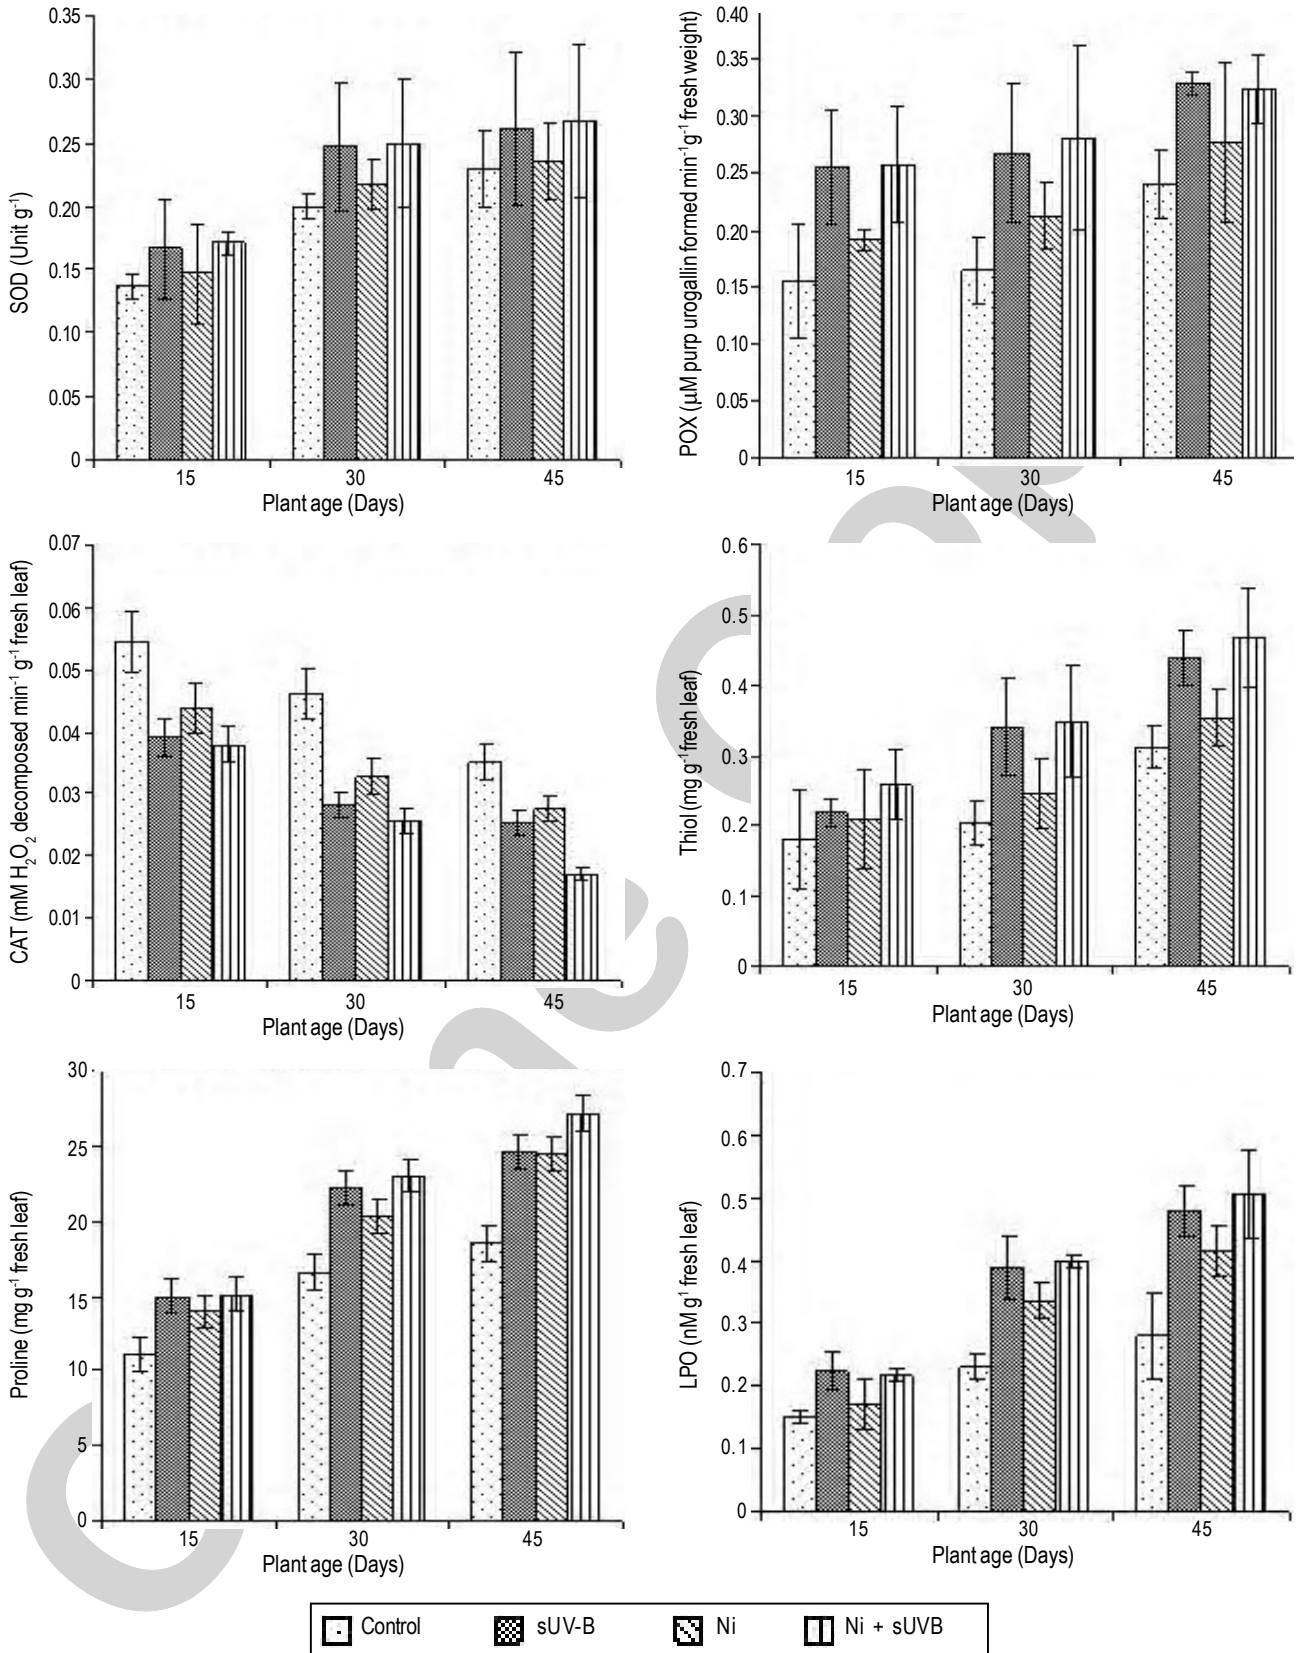 0.35
0.30
0.25
0.20
0.15
0.10
0.05
0
SOD (Unit g-1)
15 30 45
Plant age (Days)
0.40
0.35
0.30
0.25
0.20
0.15
0.10
0.05
0
POX (µM purp urogallin formed min-1g-1 fresh weight)
15 30 45
Plant age (Days)
0.07
0.06
0.05
0.04
0.03
0.02
0.01
0
CAT (mM H2O2 decomposed min-1 g-1 fresh leaf)
15 30 45
Plant age (Days)
0.6
0.5
0.4
0.3
0.2
0.1
0
Thiol (mg g-1 fresh leaf)
15 30 45
Plant age (Days)
30
25
20
15
10
5
0
Proline (mg g-1 fresh leaf)
15 30 45
Plant age (Days)
0.7
0.6
0.5
0.4
0.3
0.2
0.1
0
LPO (nM g1 fresh leaf)
15 30 45
Plant age (Days)
Control sUV-B Ni Ni + sUVB